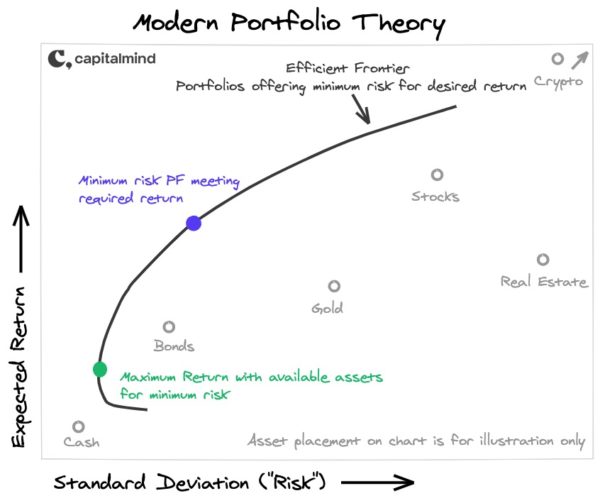 Modern Portfolio Theory
capitalmind
Efficient Frontier
Portfolios offering minimum risk for desired return
Crypto
Minimum risk PF meeting
required return
Stocks
Real Estate
Gold
Bonds
Maximum Return with available assets
for minimum risk
Cash
Asset placement on chart is for illustration only
Expected Return
Standard Deviation ("Risk")